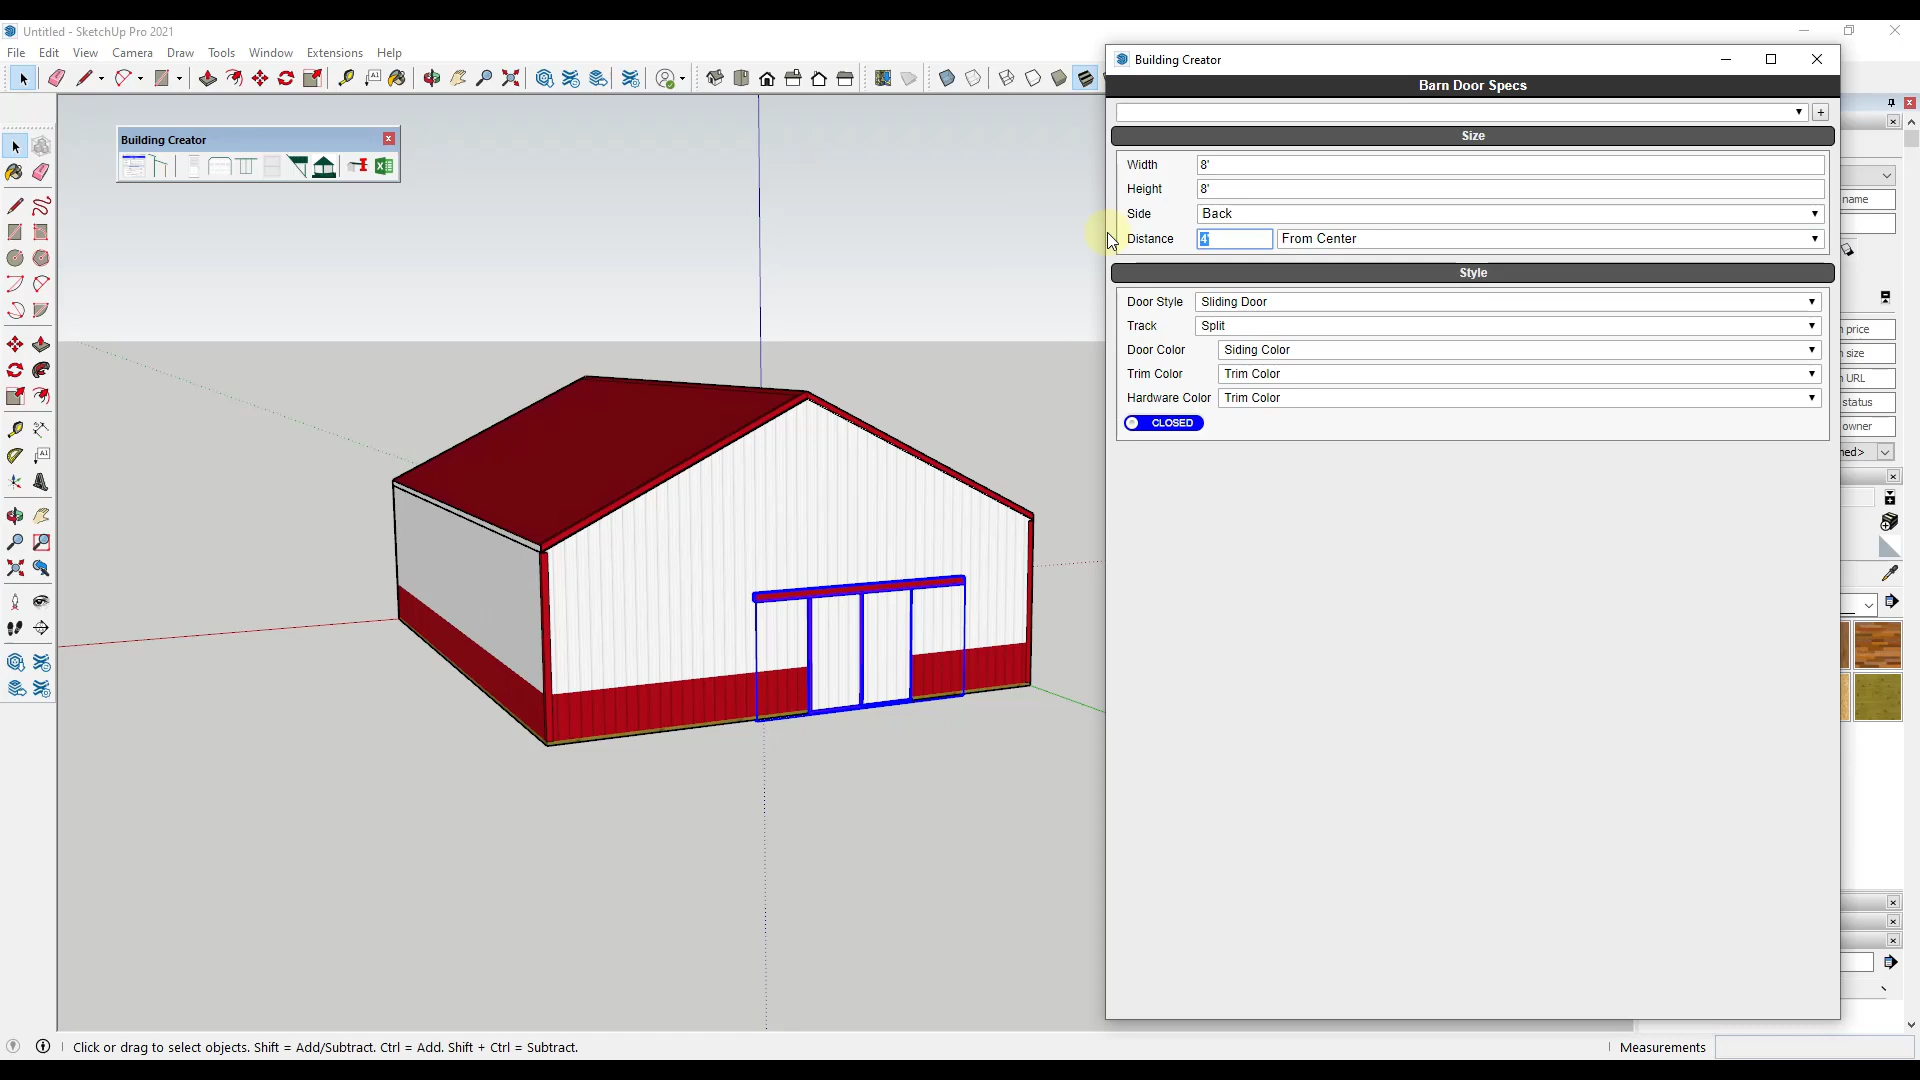 Untitled - SketchUp Pro 2021
File Edit View Camera Draw Tools Window Extensions Help
Building Creator
Building Creator
Barn Door Specs
+
Size
Width 8'
Height 8'
Side Back
Distance 4' From Center
Style
Door Style Sliding Door
Track Split
Door Color Siding Color
Trim Color Trim Color
Hardware Color Trim Color
CLOSED
name
price
size
URL
status
owner
ned>
Click or drag to select objects. Shift = Add/Subtract. Ctrl = Add. Shift + Ctrl = Subtract.
Measurements